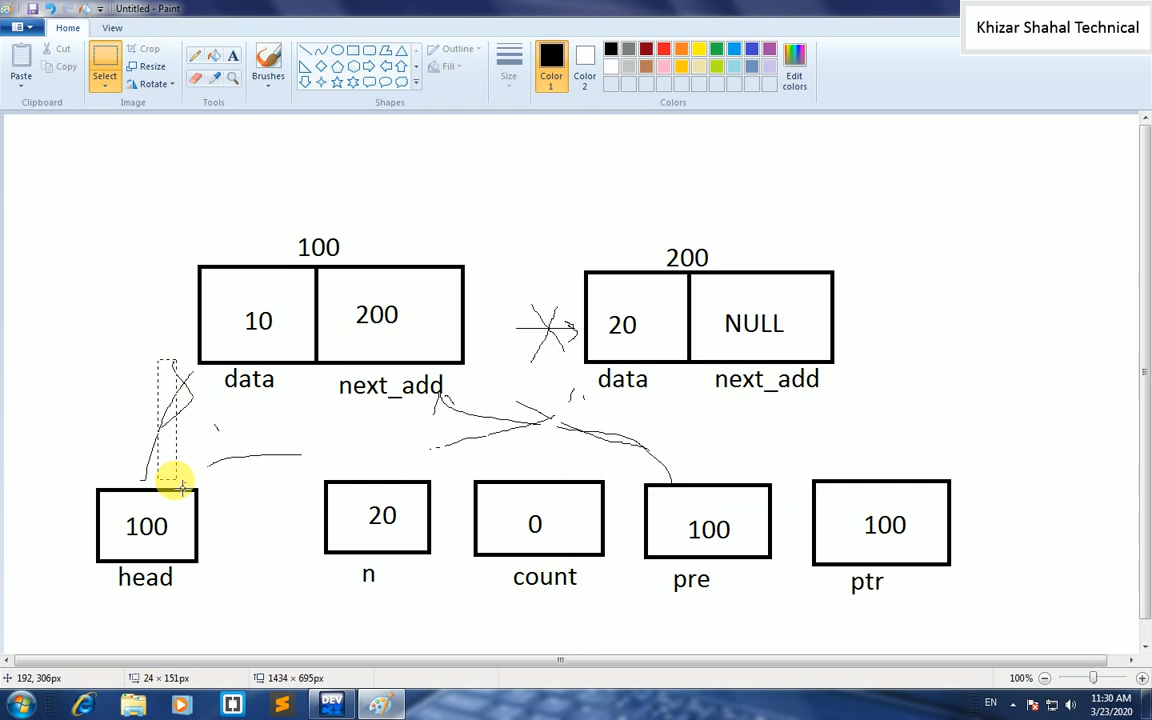 Untitled - Paint
Khizar Shahal Technical
Home View
Paste
Cut
Copy
Clipboard
Select
Crop
Resize
Rotate
Image
A
Tools
Brushes
Outline
Fill
Shapes
Size
Color
1
Color
2
Edit
colors
Colors
100 200
10 200 20 NULL
data next_add data next_add
100 20 0 100 100
head n count pre ptr
192, 306px 24 × 151px 1434 × 695px 100%
DEV
EN
11:30 AM
3/23/2020